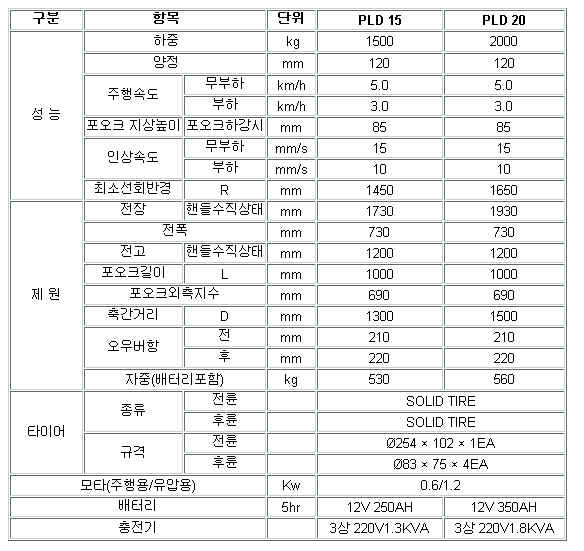 구분 항목 단위 PLD 15 PLD 20
성 능 하중 kg 1500 2000
양정 mm 120 120
주행속도 무부하 km/h 5.0 5.0
부하 km/h 3.0 3.0
포오크 지상높이 포오크하강시 mm 85 85
인상속도 무부하 mm/s 15 15
부하 mm/s 10 10
최소선회반경 R mm 1450 1650
제 원 전장 핸들수직상태 mm 1730 1930
전폭 mm 730 730
전고 핸들수직상태 mm 1200 1200
포오크길이 L mm 1000 1000
포오크외측지수 mm 690 690
축간거리 D mm 1300 1500
오우버항 전 mm 210 210
후 mm 220 220
자중(배터리포함) kg 530 560
타이어 종류 전륜 SOLID TIRE
후륜 SOLID TIRE
규격 전륜 Ø254 × 102 × 1EA
후륜 Ø83 × 75 × 4EA
모타(주행용/유압용) Kw 0.6/1.2
배터리 5hr 12V 250AH 12V 350AH
충전기 3상 220V1.3KVA 3상 220V1.8KVA